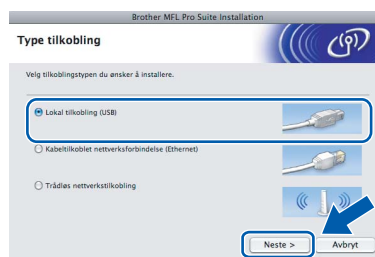 Brother MFL Pro Suite Installation
Type tilkobling
Velg tilkoblingstypen du ønsker å installere.
Lokal tilkobling (USB)
Kabeltilkoblet nettverksforbindelse (Ethernet)
Trådløs nettverkstilkobling
Neste >
Avbryt